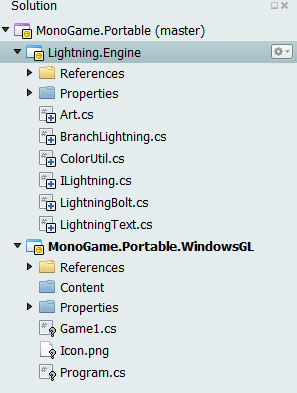 Solution
MonoGame.Portable (master)
Lightning.Engine
References
Properties
Art.cs
BranchLightning.cs
ColorUtil.cs
ILightning.cs
LightningBolt.cs
LightningText.cs
MonoGame.Portable.WindowsGL
References
Content
Properties
Game1.cs
Icon.png
Program.cs